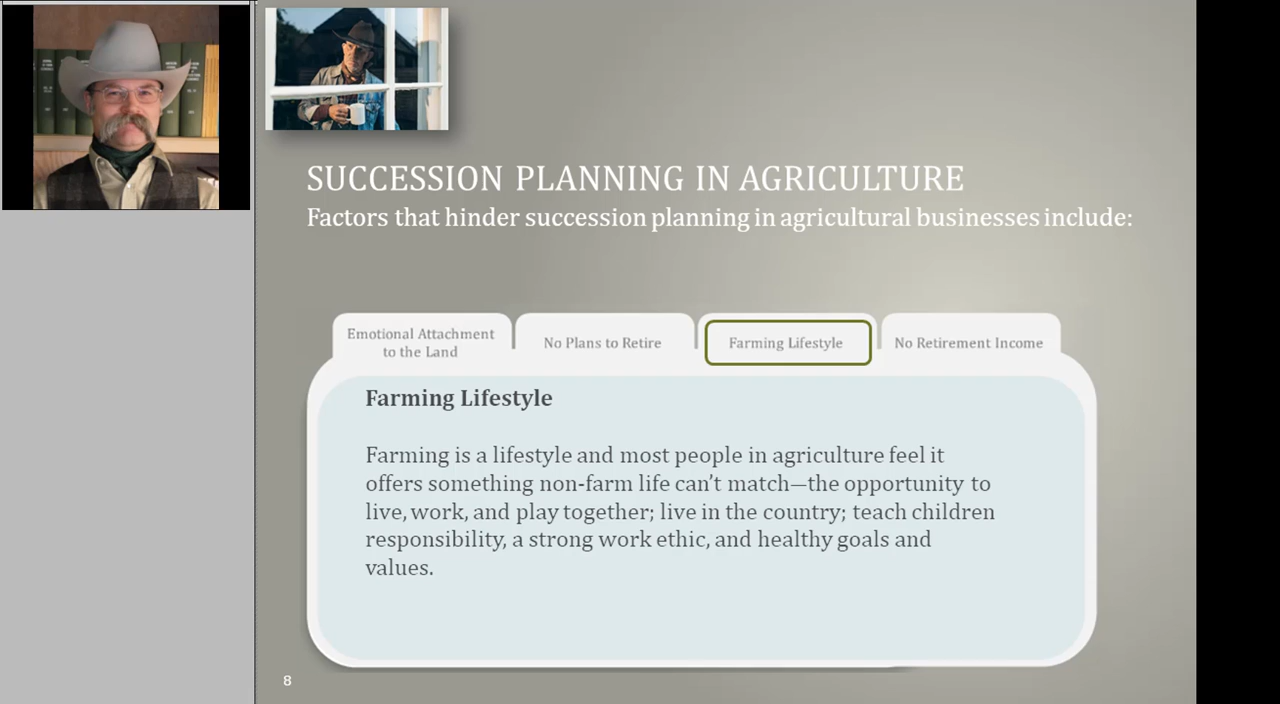 SUCCESSION PLANNING IN AGRICULTURE
Factors that hinder succession planning in agricultural businesses include:
Emotional Attachment
to the Land
No Plans to Retire
Farming Lifestyle
No Retirement Income
Farming Lifestyle
Farming is a lifestyle and most people in agriculture feel it
offers something non-farm life can’t match—the opportunity to
live, work, and play together; live in the country; teach children
responsibility, a strong work ethic, and healthy goals and
values.
8